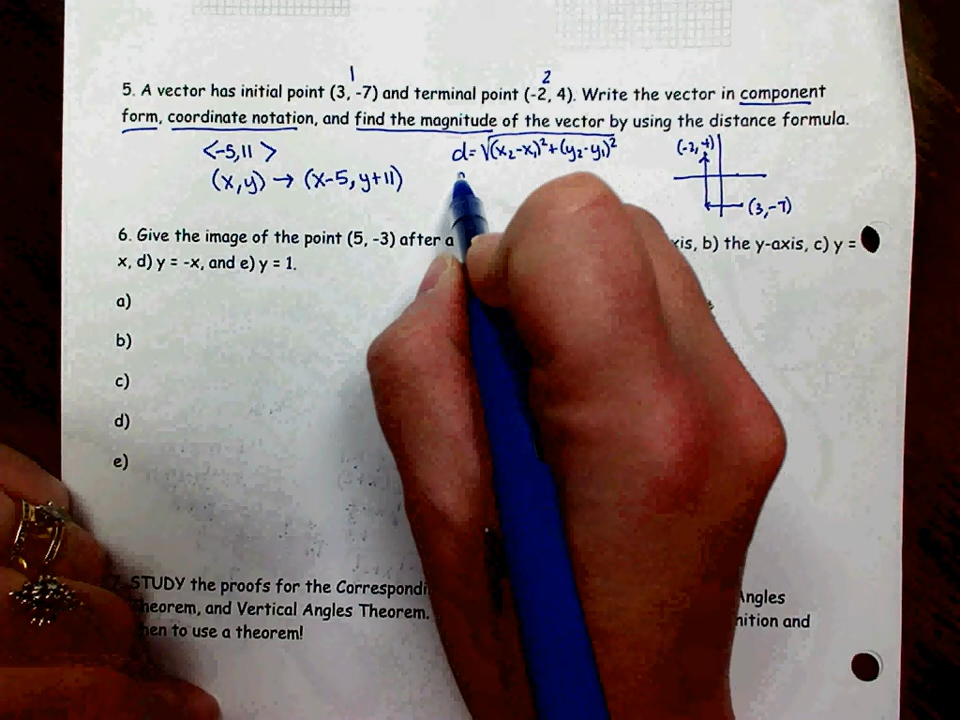 1 2
5. A vector has initial point (3, -7) and terminal point (-2, 4). Write the vector in component
form, coordinate notation, and find the magnitude of the vector by using the distance formula.
<-5,11> d=√(x₂-x₁)²+(y₂-y₁)² (-2,4)
(x,y) → (x-5, y+11) (3,-7)
6. Give the image of the point (5, -3) after a b) the y-axis, c) y =
x, d) y = -x, and e) y = 1.
a)
b)
c)
d)
e)
STUDY the proofs for the Angles
Theorem, and Vertical Angles Theorem. and
to use a theorem!